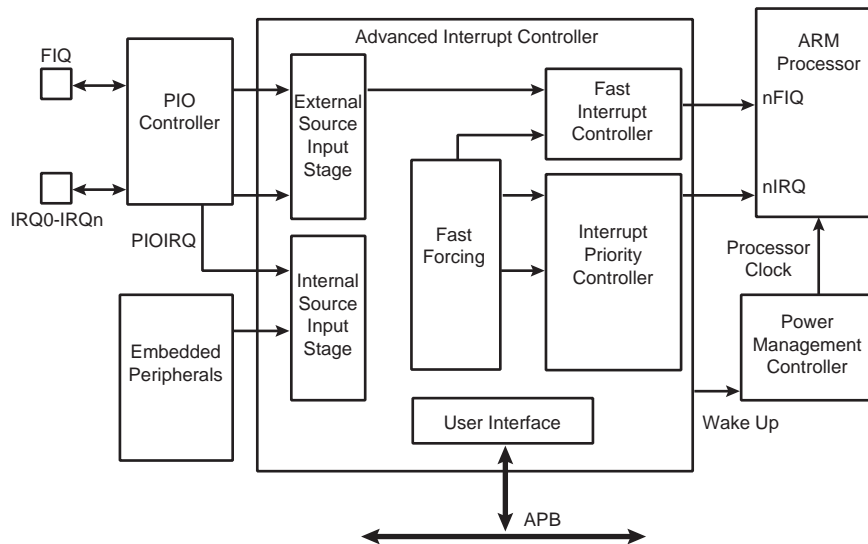 Advanced Interrupt Controller
FIQ
PIO
Controller
External
Source
Input
Stage
Fast
Interrupt
Controller
ARM
Processor
nFIQ
nIRQ
IRQ0-IRQn
PIOIRQ
Fast
Forcing
Interrupt
Priority
Controller
Processor
Clock
Internal
Source
Input
Stage
Embedded
Peripherals
Power
Management
Controller
User Interface
Wake Up
APB